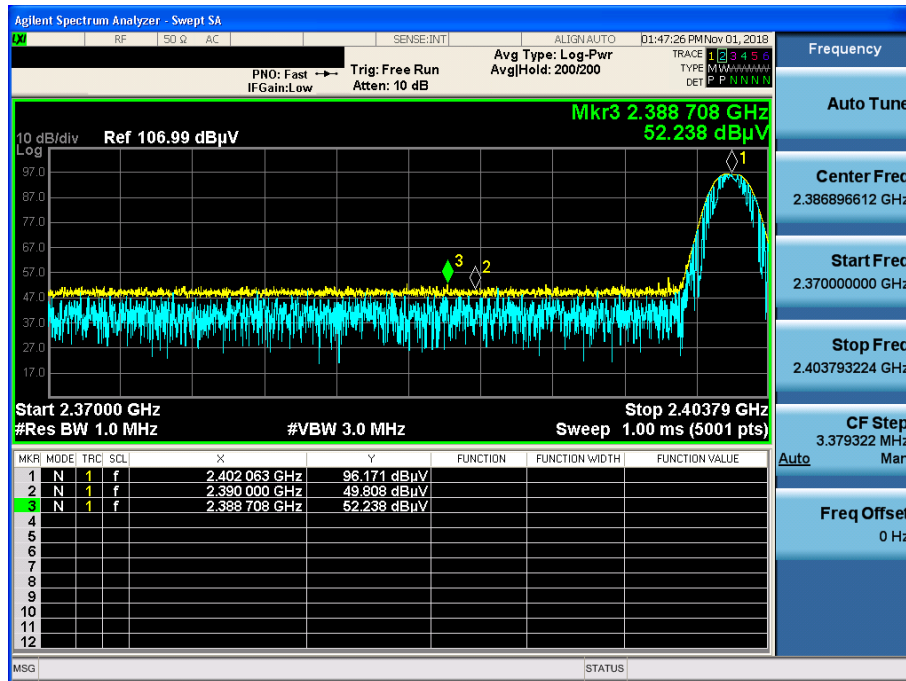 Agilent Spectrum Analyzer - Swept SA
LXI RF 50 Ω AC SENSE:INT ALIGN AUTO 01:47:26 PM Nov 01, 2018
PNO: Fast Trig: Free Run Avg Type: Log-Pwr TRACE 1 2 3 4 5 6
IFGain:Low Atten: 10 dB Avg|Hold: 200/200 TYPE M W
DET P P N N N N
Mkr3 2.388 708 GHz
52.238 dBµV
10 dB/div Ref 106.99 dBµV
Log
97.0
87.0
77.0
67.0
57.0
47.0
37.0
27.0
17.0
1
3
2
Start 2.37000 GHz Stop 2.40379 GHz
#Res BW 1.0 MHz #VBW 3.0 MHz Sweep 1.00 ms (5001 pts)
MKR MODE TRC SCL X Y FUNCTION FUNCTION WIDTH FUNCTION VALUE
1 N 1 f 2.402 063 GHz 96.171 dBµV
2 N 1 f 2.390 000 GHz 49.808 dBµV
3 N 1 f 2.388 708 GHz 52.238 dBµV
4
5
6
7
8
9
10
11
12
MSG STATUS
Frequency
Auto Tune
Center Freq
2.386896612 GHz
Start Freq
2.370000000 GHz
Stop Freq
2.403793224 GHz
CF Step
3.379322 MHz
Auto Man
Freq Offset
0 Hz